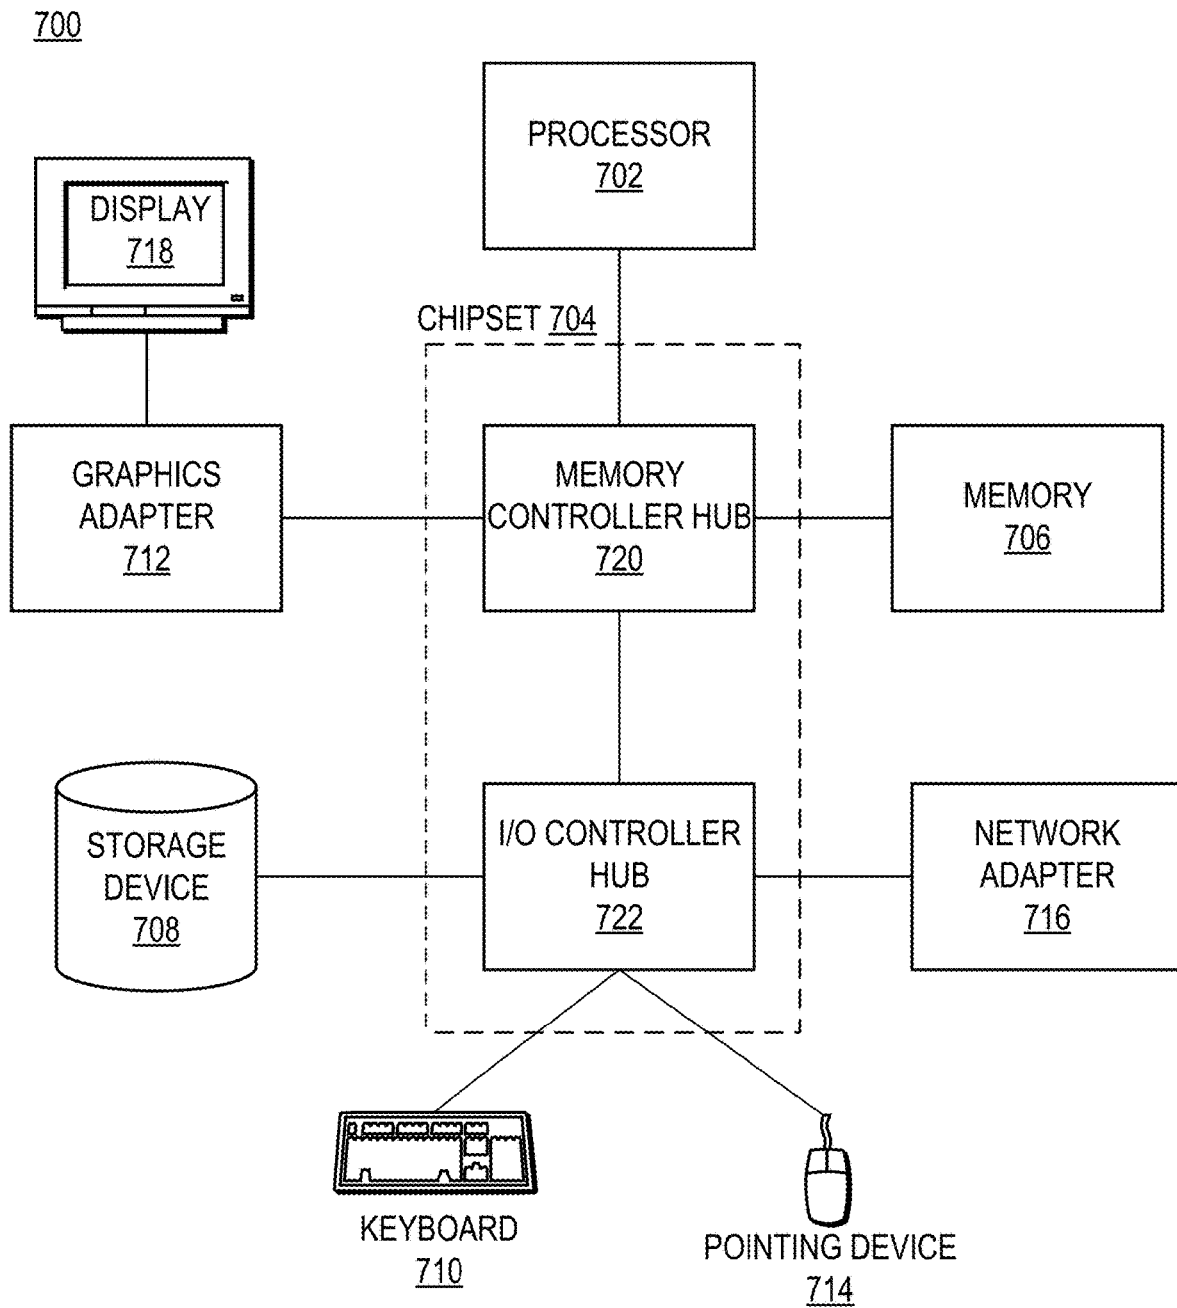 700
PROCESSOR
702
DISPLAY
718
CHIPSET 704
GRAPHICS
ADAPTER
712
MEMORY
CONTROLLER HUB
720
MEMORY
706
STORAGE
DEVICE
708
I/O CONTROLLER
HUB
722
NETWORK
ADAPTER
716
KEYBOARD
710
POINTING DEVICE
714